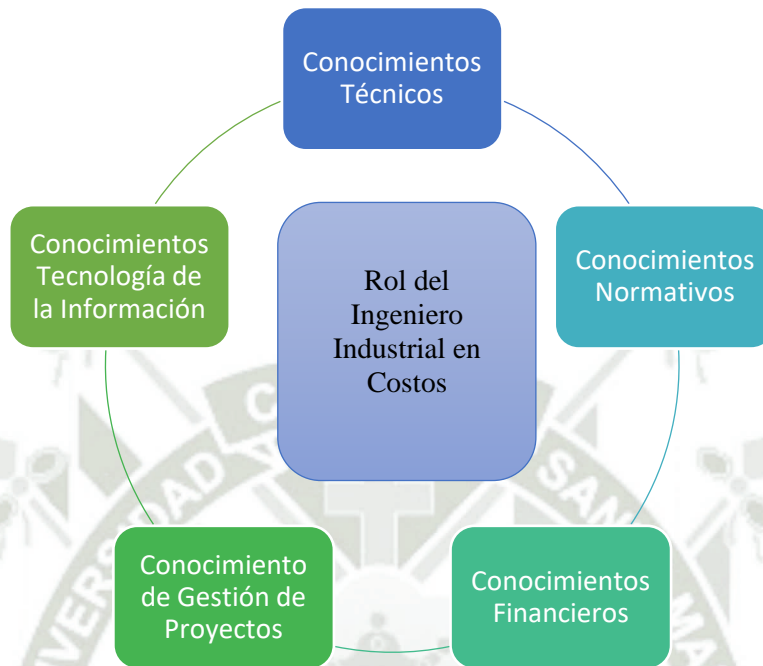 Conocimientos
Técnicos
Conocimientos
Tecnología de
la Información
Rol del
Ingeniero
Industrial en
Costos
Conocimientos
Normativos
Conocimiento
de Gestión de
Proyectos
Conocimientos
Financieros